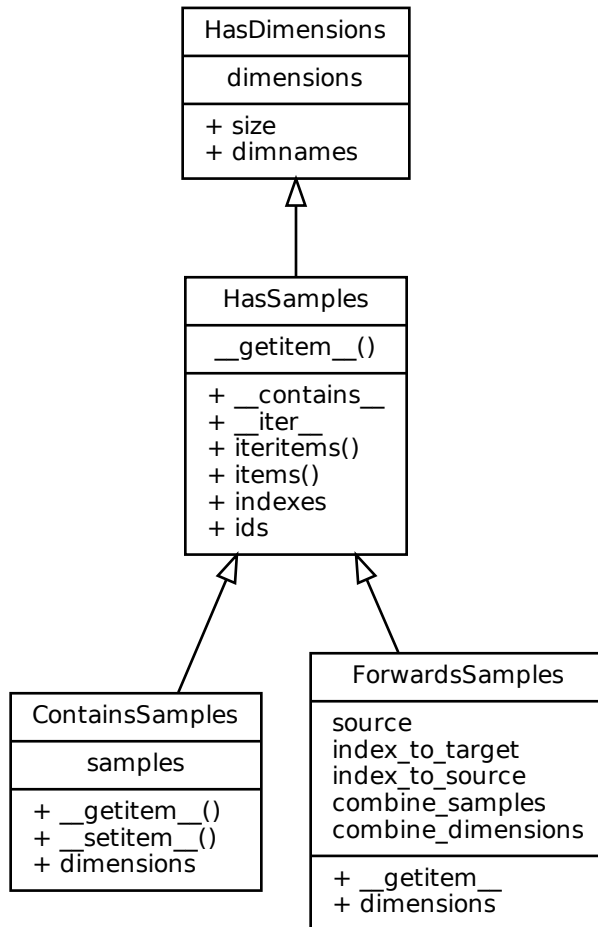 HasDimensions
dimensions
+ size
+ dimnames
HasSamples
__getitem__()
+ __contains__
+ __iter__
+ iteritems()
+ items()
+ indexes
+ ids
ContainsSamples
samples
+ __getitem__()
+ __setitem__()
+ dimensions
ForwardsSamples
source
index_to_target
index_to_source
combine_samples
combine_dimensions
+ __getitem__
+ dimensions